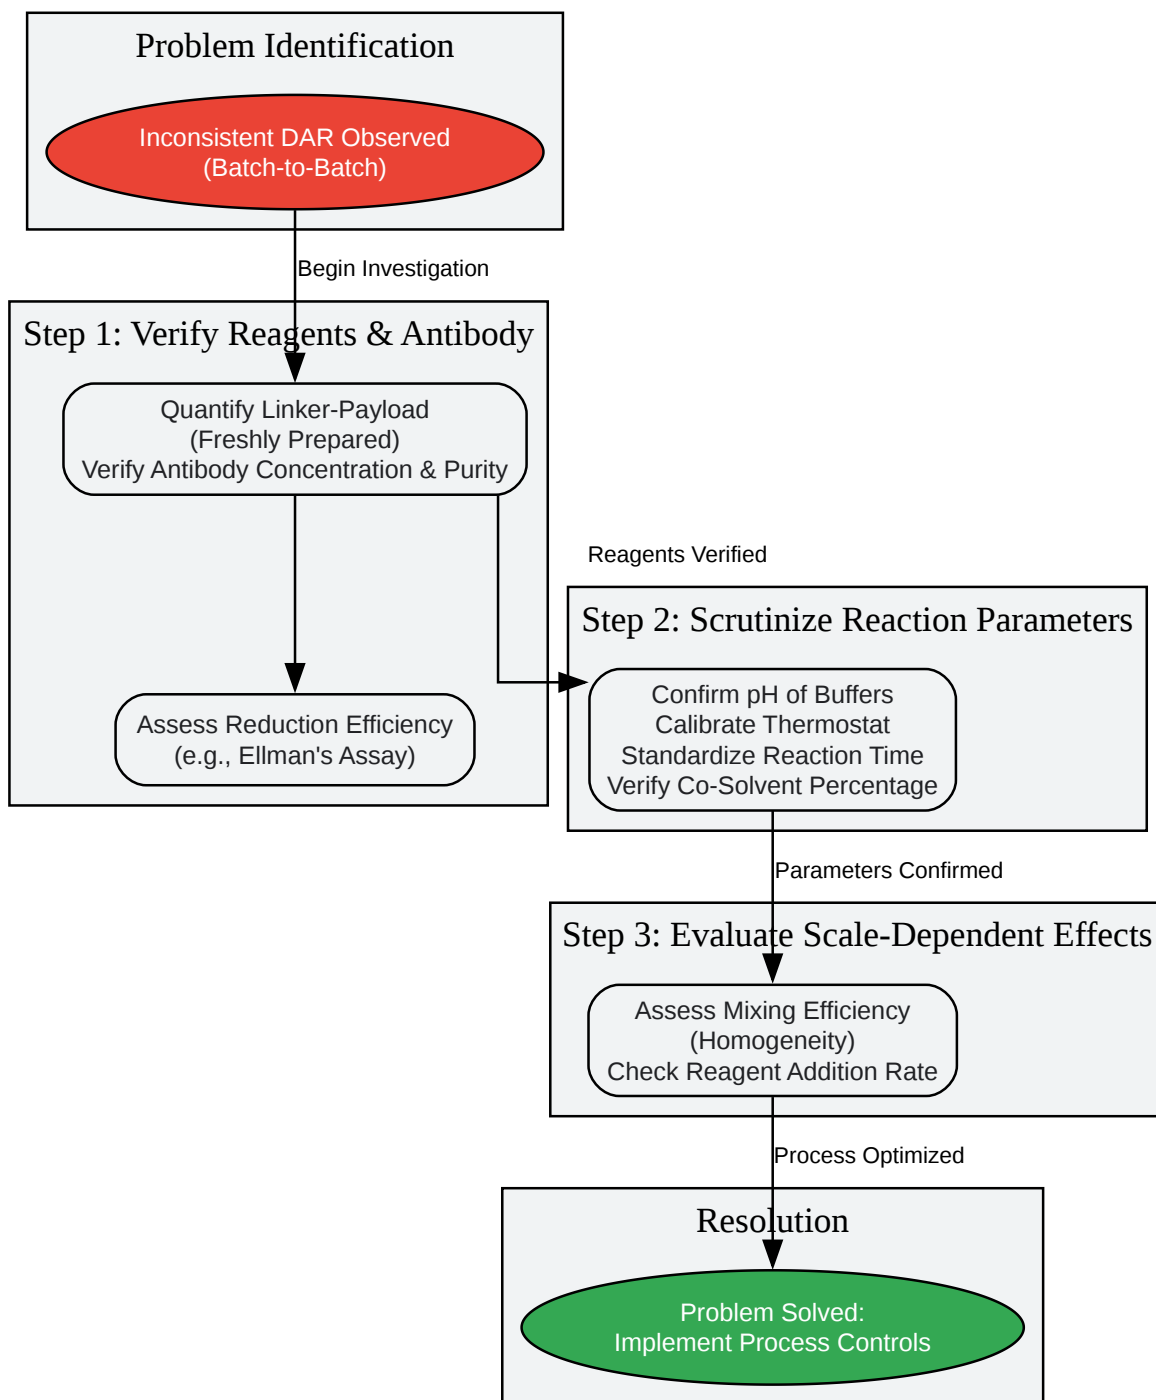 Problem Identification
Inconsistent DAR Observed
(Batch-to-Batch)
Begin Investigation
Step 1: Verify Reagents & Antibody
Quantify Linker-Payload
(Freshly Prepared)
Verify Antibody Concentration & Purity
Assess Reduction Efficiency
(e.g., Ellman's Assay)
Reagents Verified
Step 2: Scrutinize Reaction Parameters
Confirm pH of Buffers
Calibrate Thermostat
Standardize Reaction Time
Verify Co-Solvent Percentage
Parameters Confirmed
Step 3: Evaluate Scale-Dependent Effects
Assess Mixing Efficiency
(Homogeneity)
Check Reagent Addition Rate
Process Optimized
Resolution
Problem Solved:
Implement Process Controls